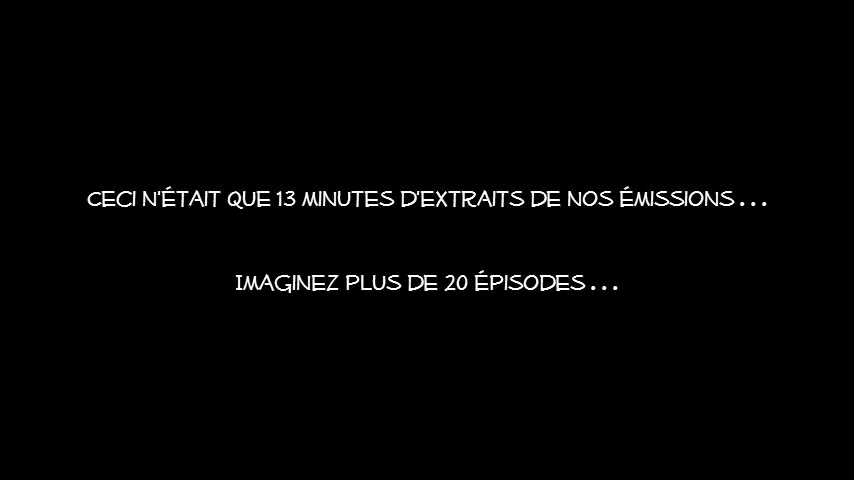 CECI N'ÉTAIT QUE 13 MINUTES D'EXTRAITS DE NOS ÉMISSIONS . . .
IMAGINEZ PLUS DE 20 ÉPISODES . . .